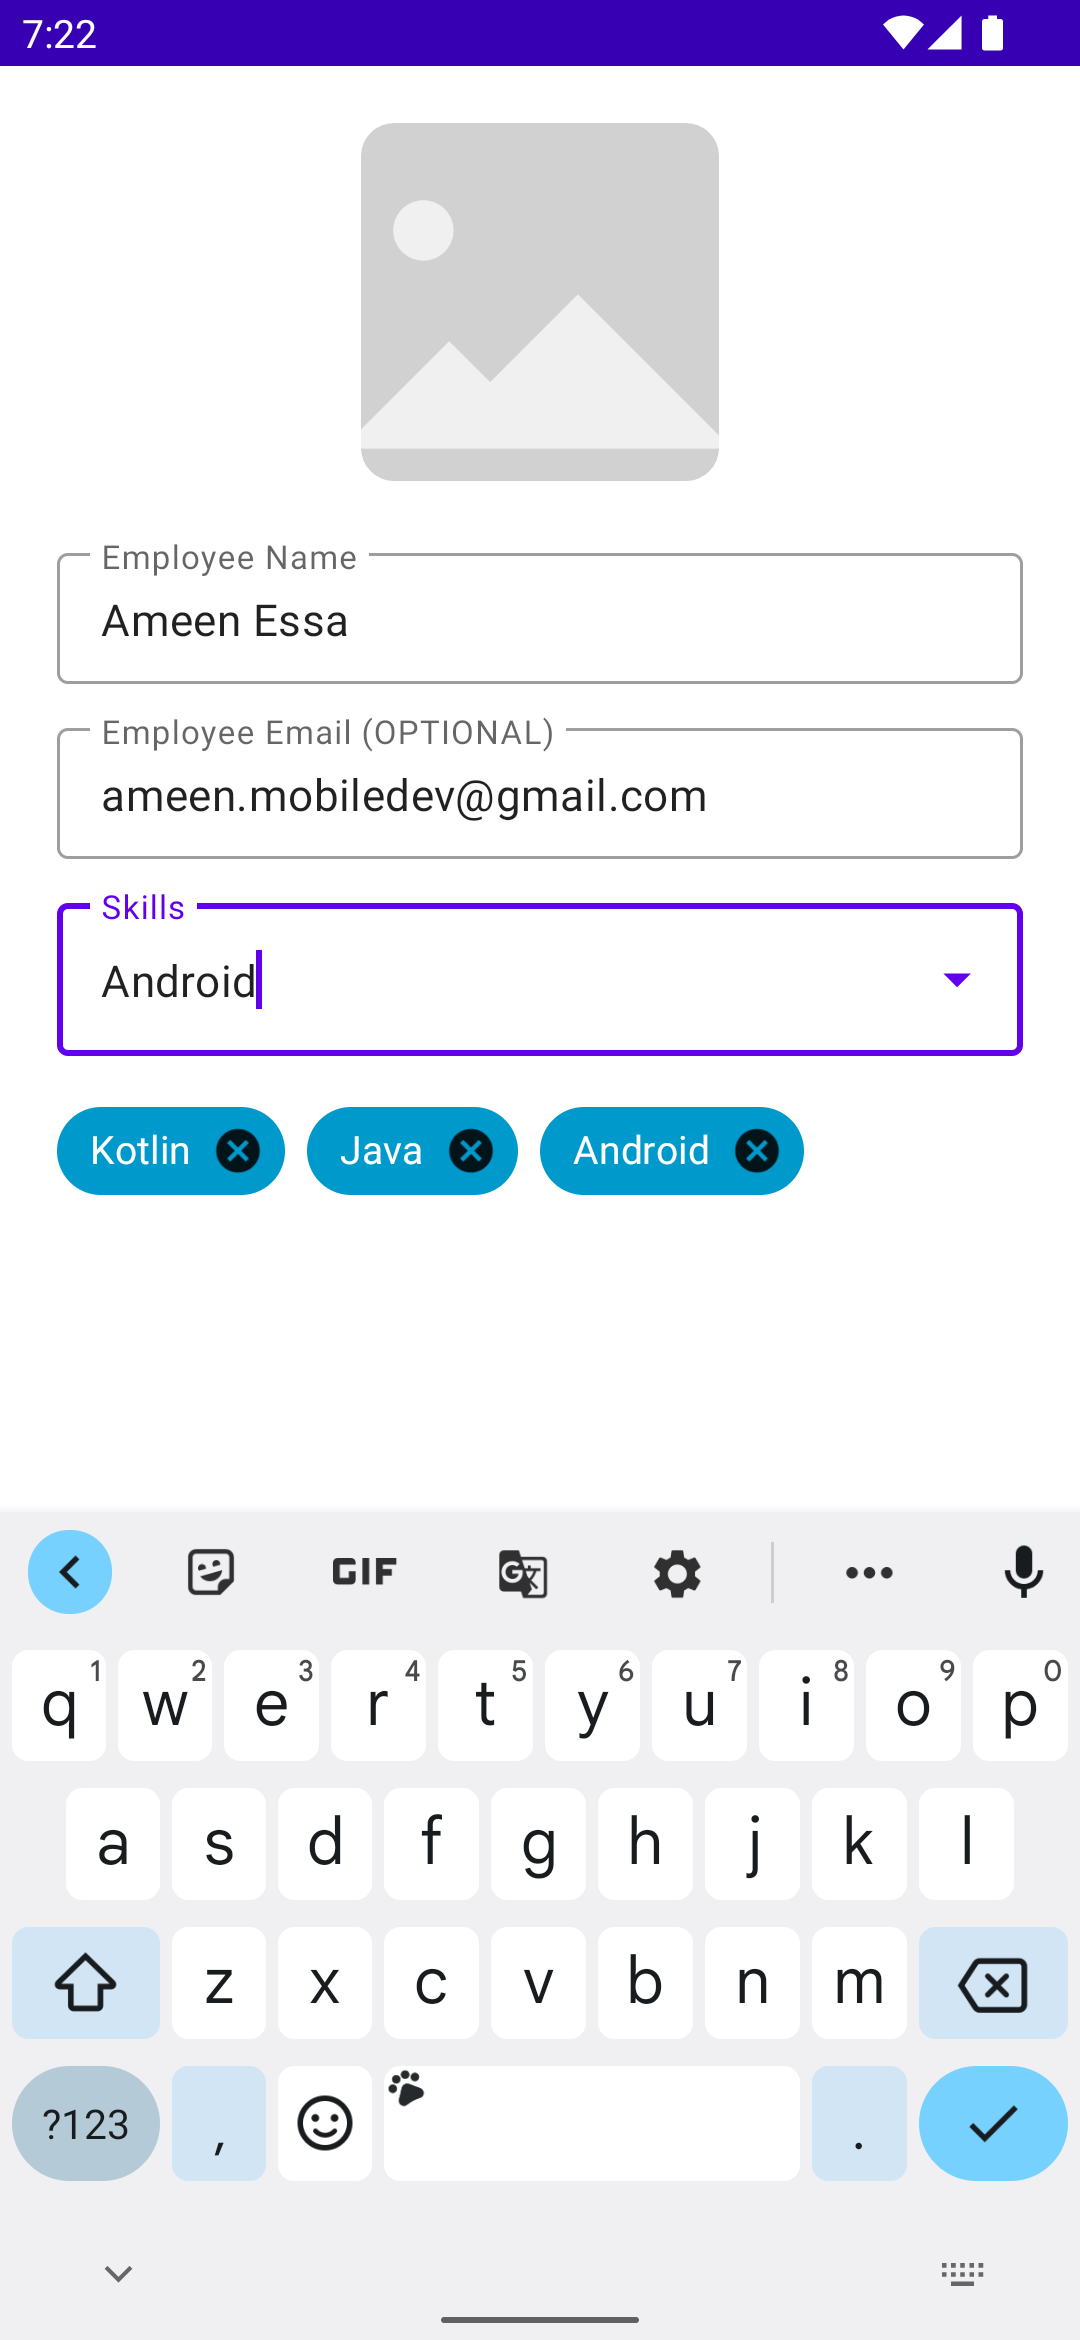 7:22
Employee Name
Ameen Essa
Employee Email (OPTIONAL)
ameen.mobiledev@gmail.com
Skills
Android
Kotlin Java Android
GIF G 文
q 1 w 2 e 3 r 4 t 5 y 6 u 7 i 8 o 9 p 0
a s d f g h j k l
z x c v b n m
?123 , .